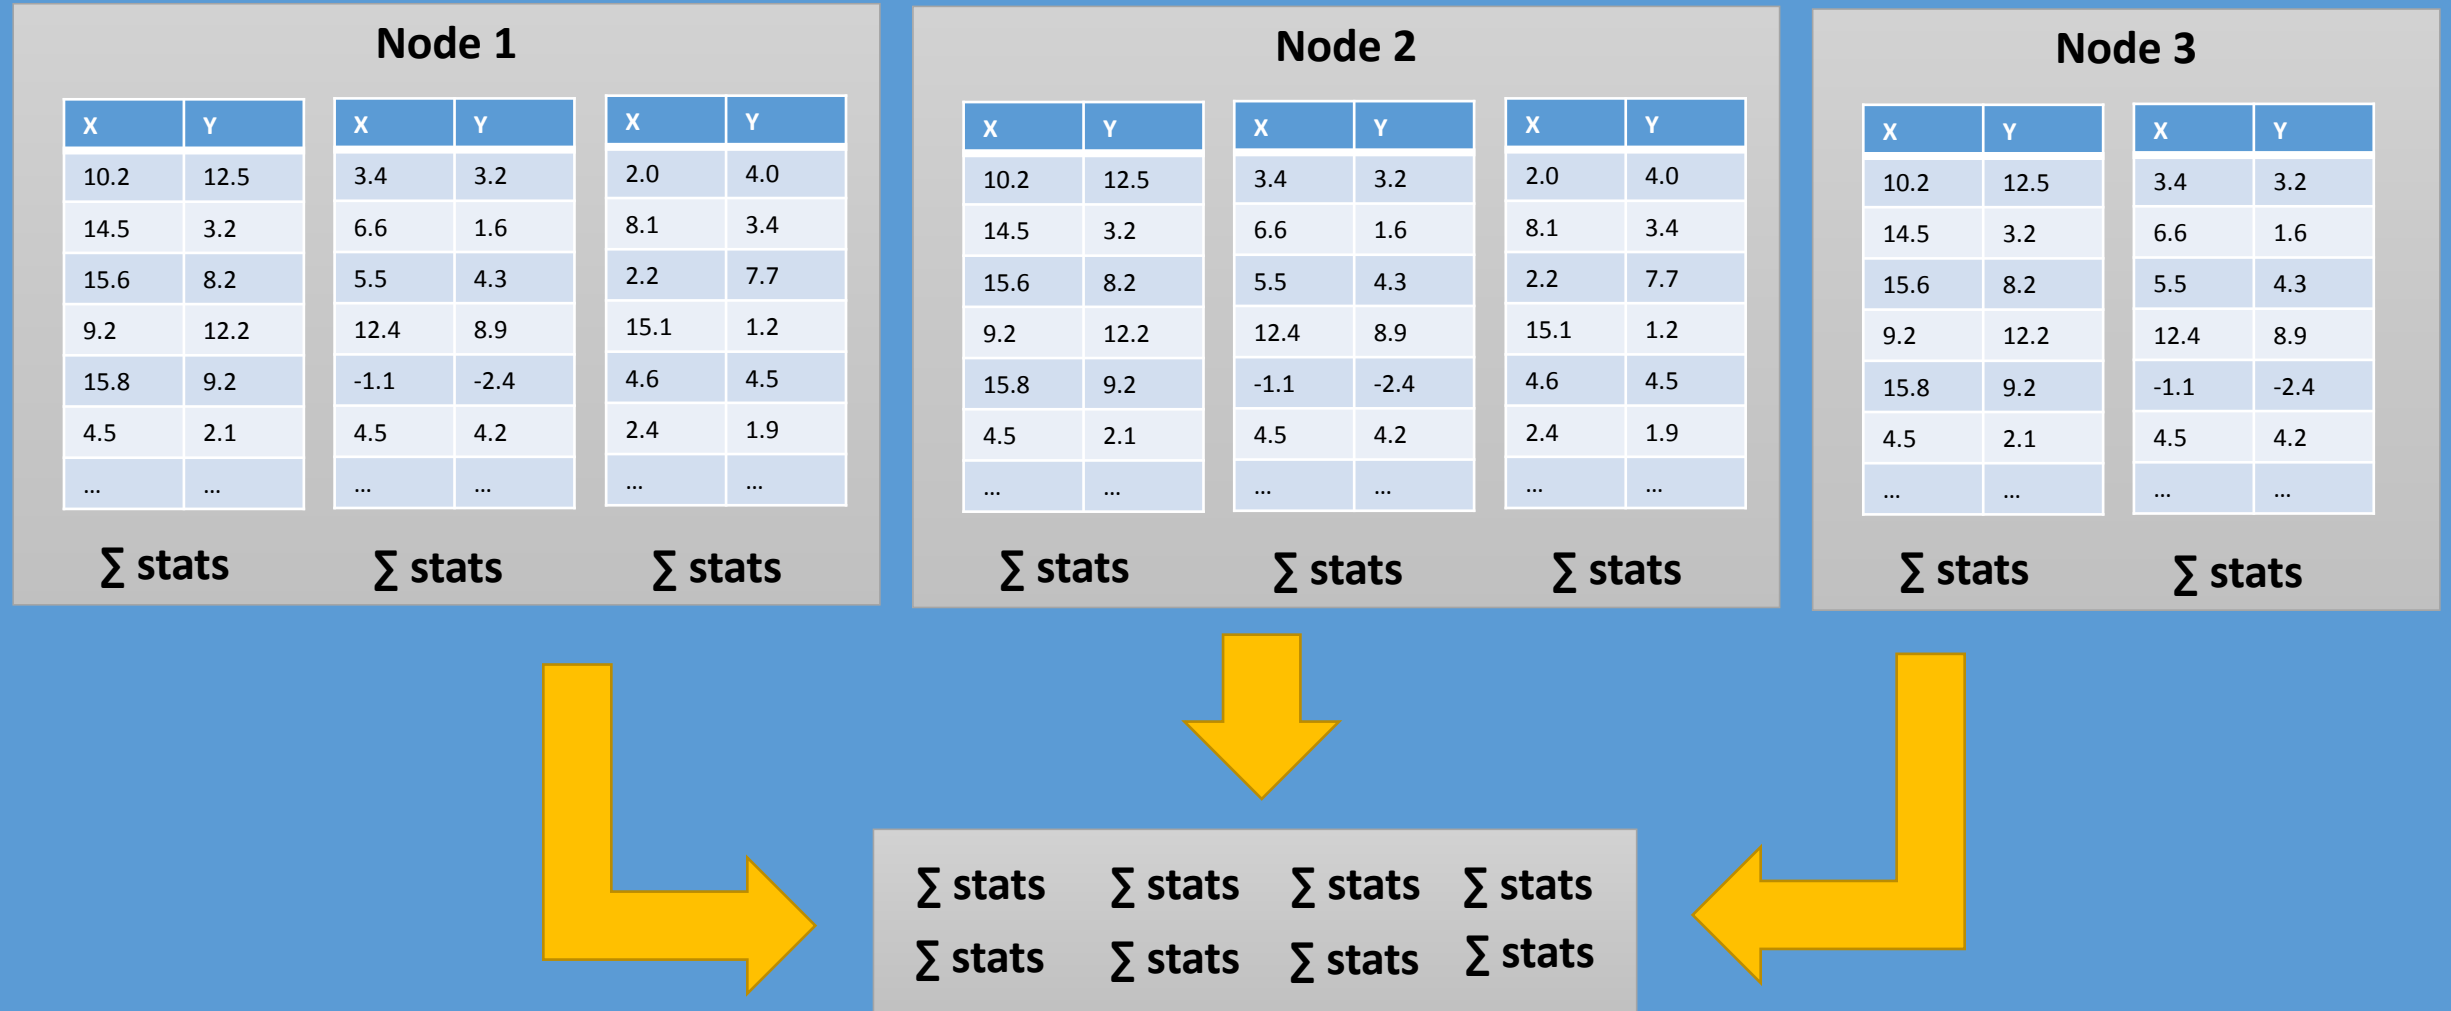 Node 1
X Y
10.2 12.5
14.5 3.2
15.6 8.2
9.2 12.2
15.8 9.2
4.5 2.1
... ...
∑ stats
X Y
3.4 3.2
6.6 1.6
5.5 4.3
12.4 8.9
-1.1 -2.4
4.5 4.2
... ...
∑ stats
X Y
2.0 4.0
8.1 3.4
2.2 7.7
15.1 1.2
4.6 4.5
2.4 1.9
... ...
∑ stats
Node 2
X Y
10.2 12.5
14.5 3.2
15.6 8.2
9.2 12.2
15.8 9.2
4.5 2.1
... ...
∑ stats
X Y
3.4 3.2
6.6 1.6
5.5 4.3
12.4 8.9
-1.1 -2.4
4.5 4.2
... ...
∑ stats
X Y
2.0 4.0
8.1 3.4
2.2 7.7
15.1 1.2
4.6 4.5
2.4 1.9
... ...
∑ stats
Node 3
X Y
10.2 12.5
14.5 3.2
15.6 8.2
9.2 12.2
15.8 9.2
4.5 2.1
... ...
∑ stats
X Y
3.4 3.2
6.6 1.6
5.5 4.3
12.4 8.9
-1.1 -2.4
4.5 4.2
... ...
∑ stats
∑ stats ∑ stats ∑ stats ∑ stats
∑ stats ∑ stats ∑ stats ∑ stats